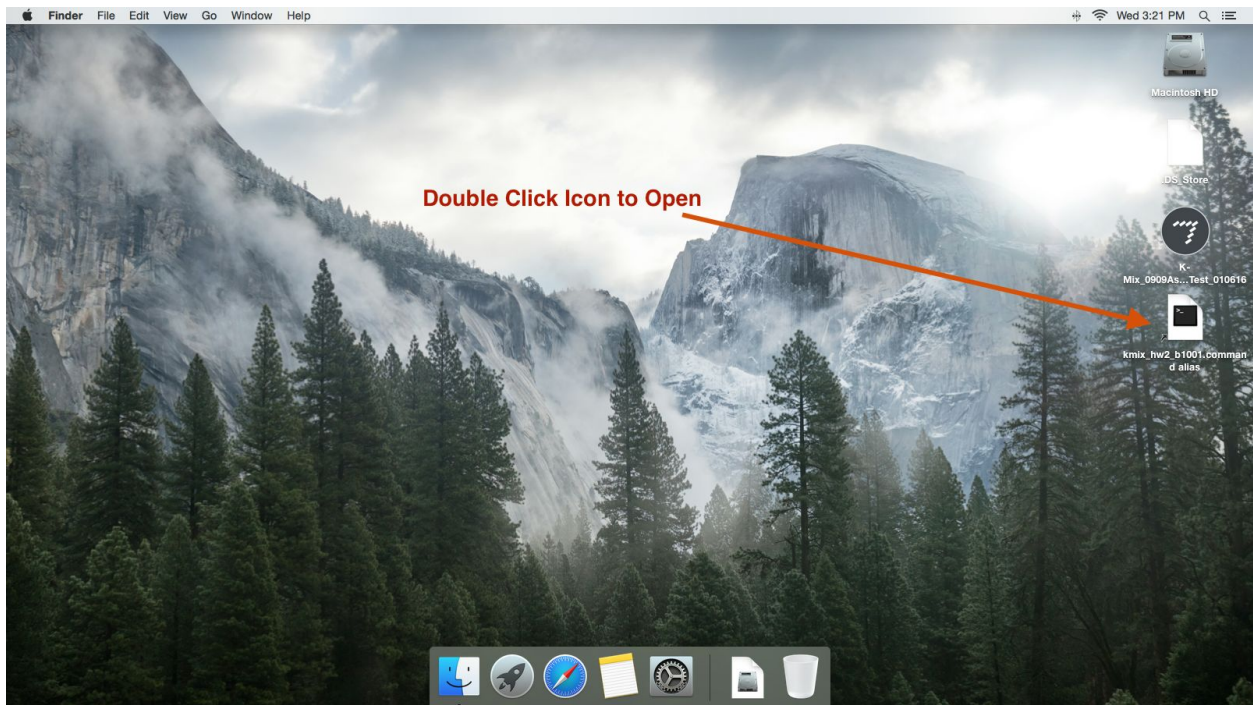 Finder File Edit View Go Window Help Wed 3:21 PM
Macintosh HD
.DS_Store
Double Click Icon to Open
K-
Mix_0909As...Test_010616
kmix_hw2_b1001.comman
d alias